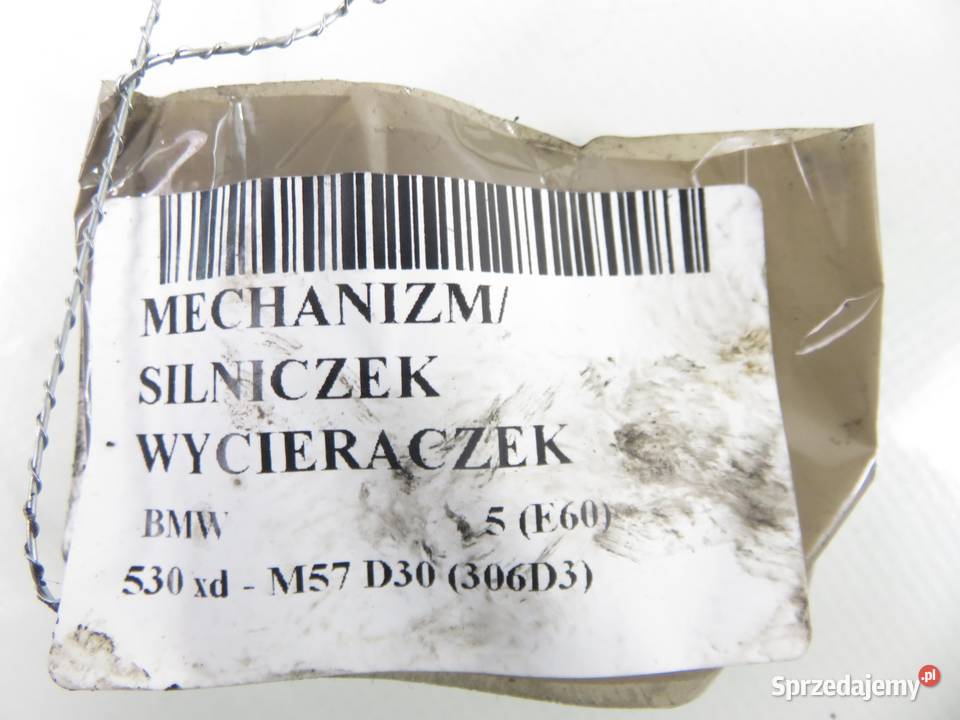 MECHANIZM/
SILNICZEK
WYCIERACZEK
BMW 5 (E60)
530 xd - M57 D30 (306D3)
Sprzedajemy.pl